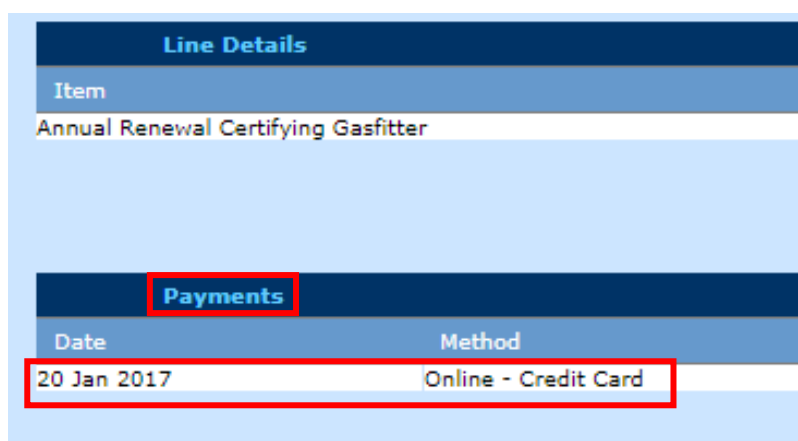 Line Details
Item
Annual Renewal Certifying Gasfitter
Payments
Date Method
20 Jan 2017 Online - Credit Card